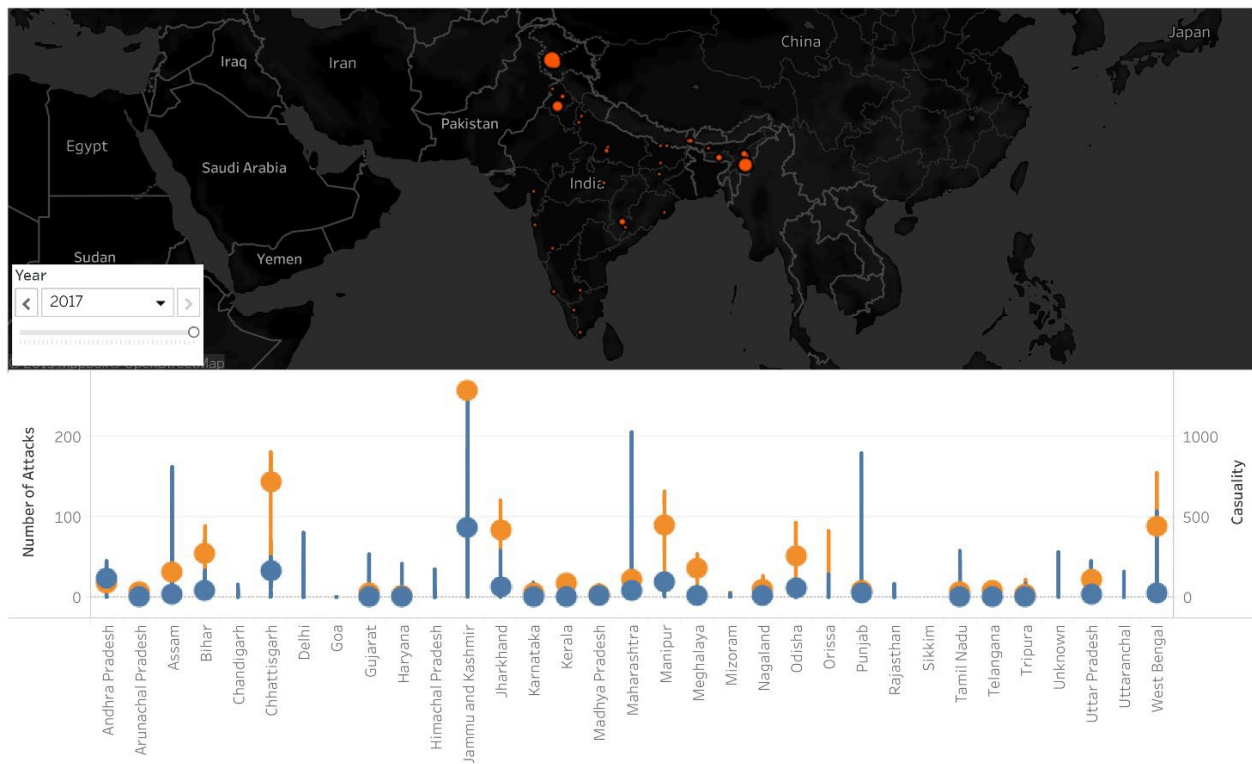 China
Japan
Iraq
Iran
Pakistan
Egypt
Saudi Arabia
India
Sudan
Yemen
Year
2017
OpenStreetMap
Number of Attacks
200
100
0
1000
500
0
Casuality
Andhra Pradesh
Arunachal Pradesh
Assam
Bihar
Chandigarh
Chhattisgarh
Delhi
Goa
Gujarat
Haryana
Himachal Pradesh
Jammu and Kashmir
Jharkhand
Karnataka
Kerala
Madhya Pradesh
Maharashtra
Manipur
Meghalaya
Mizoram
Nagaland
Odisha
Orissa
Punjab
Rajasthan
Sikkim
Tamil Nadu
Telangana
Tripura
Unknown
Uttar Pradesh
Uttaranchal
West Bengal